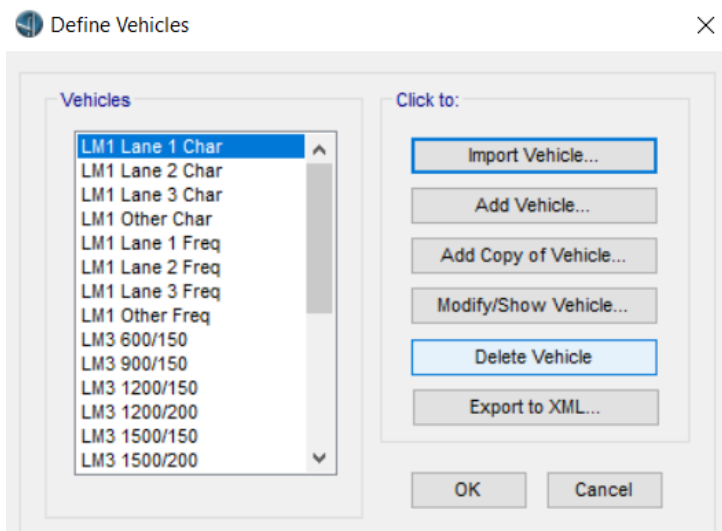 Define Vehicles
Vehicles
LM1 Lane 1 Char
LM1 Lane 2 Char
LM1 Lane 3 Char
LM1 Other Char
LM1 Lane 1 Freq
LM1 Lane 2 Freq
LM1 Lane 3 Freq
LM1 Other Freq
LM3 600/150
LM3 900/150
LM3 1200/150
LM3 1200/200
LM3 1500/150
LM3 1500/200
Click to:
Import Vehicle...
Add Vehicle...
Add Copy of Vehicle...
Modify/Show Vehicle...
Delete Vehicle
Export to XML...
OK
Cancel